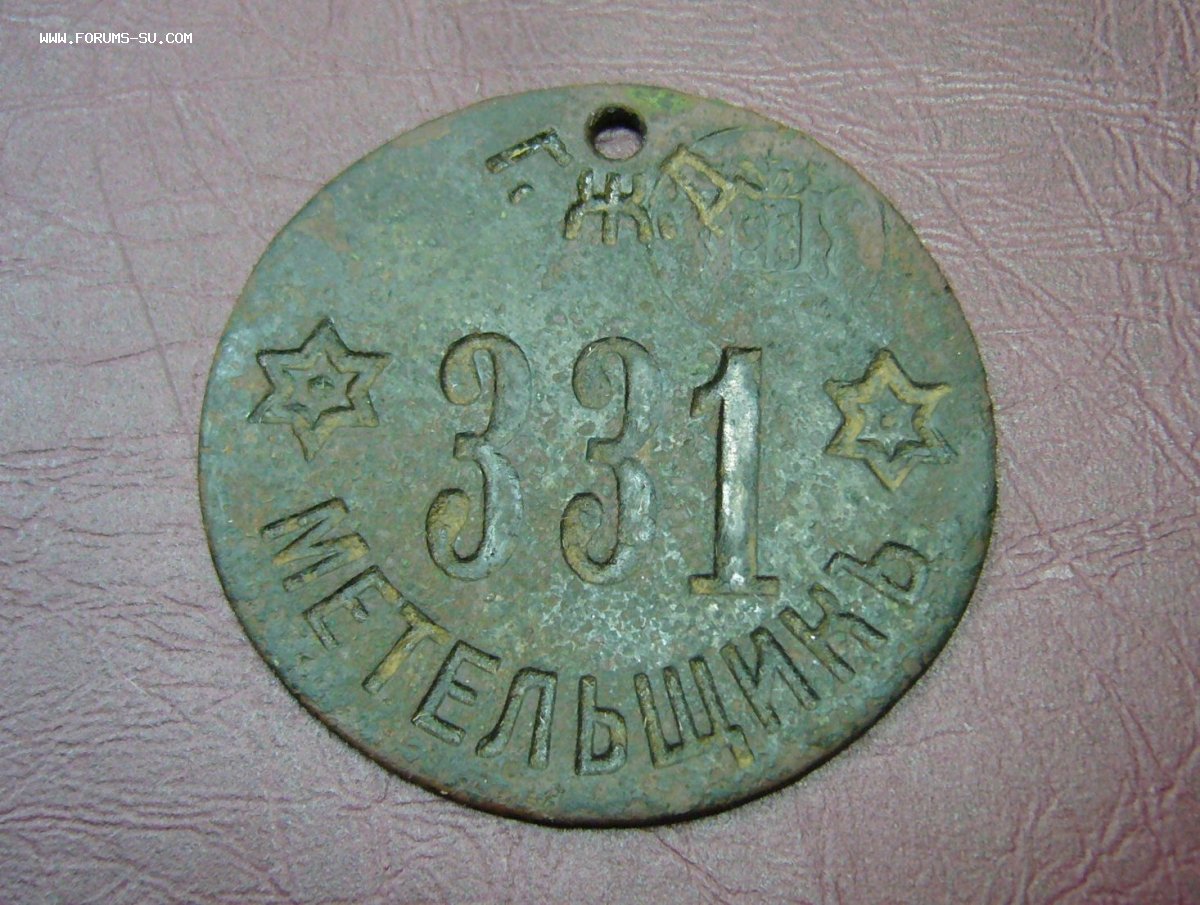 WWW.FORUMS-SU.COM
Г. Ж Д
331
МЕТЕЛЬЩИКЪ